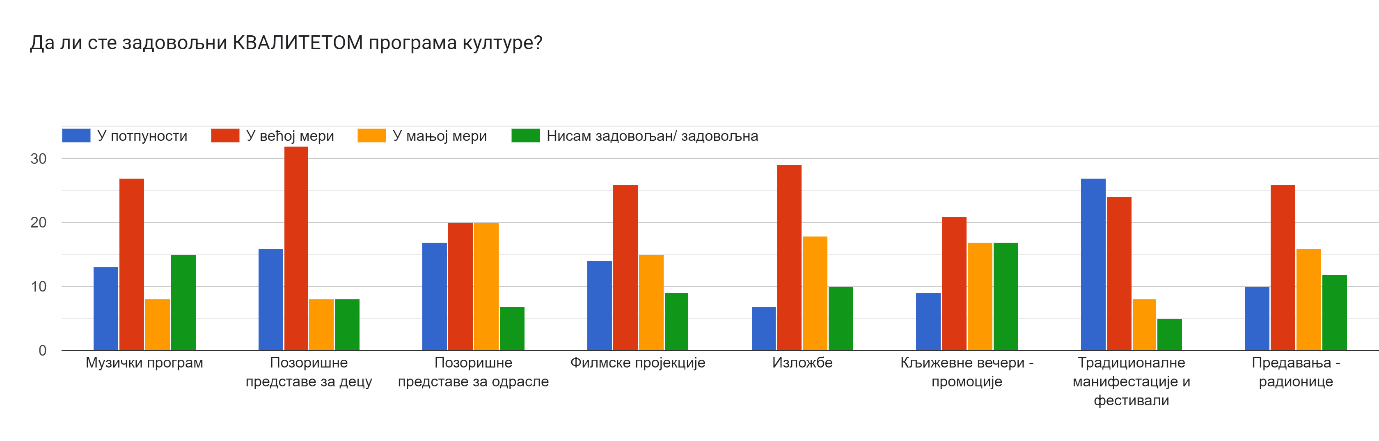 Да ли сте задовољни КВАЛИТЕТОМ програма културе?
У потпуности
У већој мери
У мањој мери
Нисам задовољан/ задовољна
30
20
10
0
Музички програм
Позоришне
представе за децу
Позоришне
представе за одрасле
Филмске пројекције
Изложбе
Књижевне вечери -
промоције
Традиционалне
манифестације и
фестивали
Предавања -
радионице